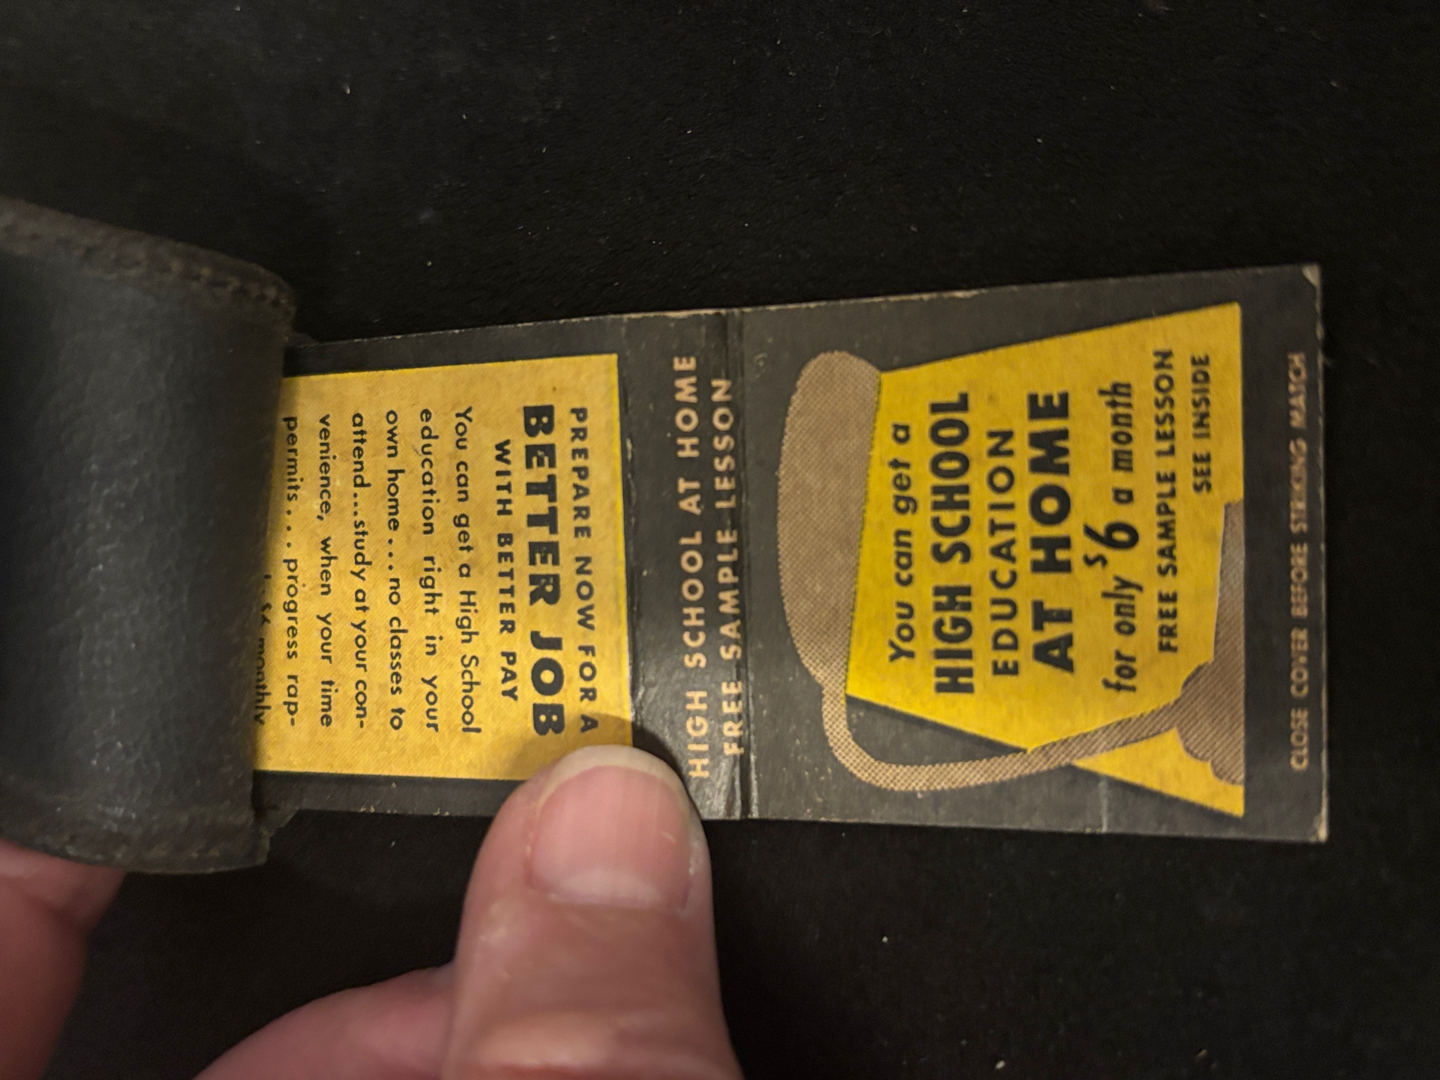 You can get a
HIGH SCHOOL
EDUCATION
AT HOME
for only $6 a month
FREE SAMPLE LESSON
SEE INSIDE
CLOSE COVER BEFORE STRIKING MATCH
HIGH SCHOOL AT HOME
FREE SAMPLE LESSON
PREPARE NOW FOR A
BETTER JOB
WITH BETTER PAY
You can get a High School
education right in your
own home...no classes to
attend...study at your con-
venience, when your time
permits...progress rap-
$6 monthly